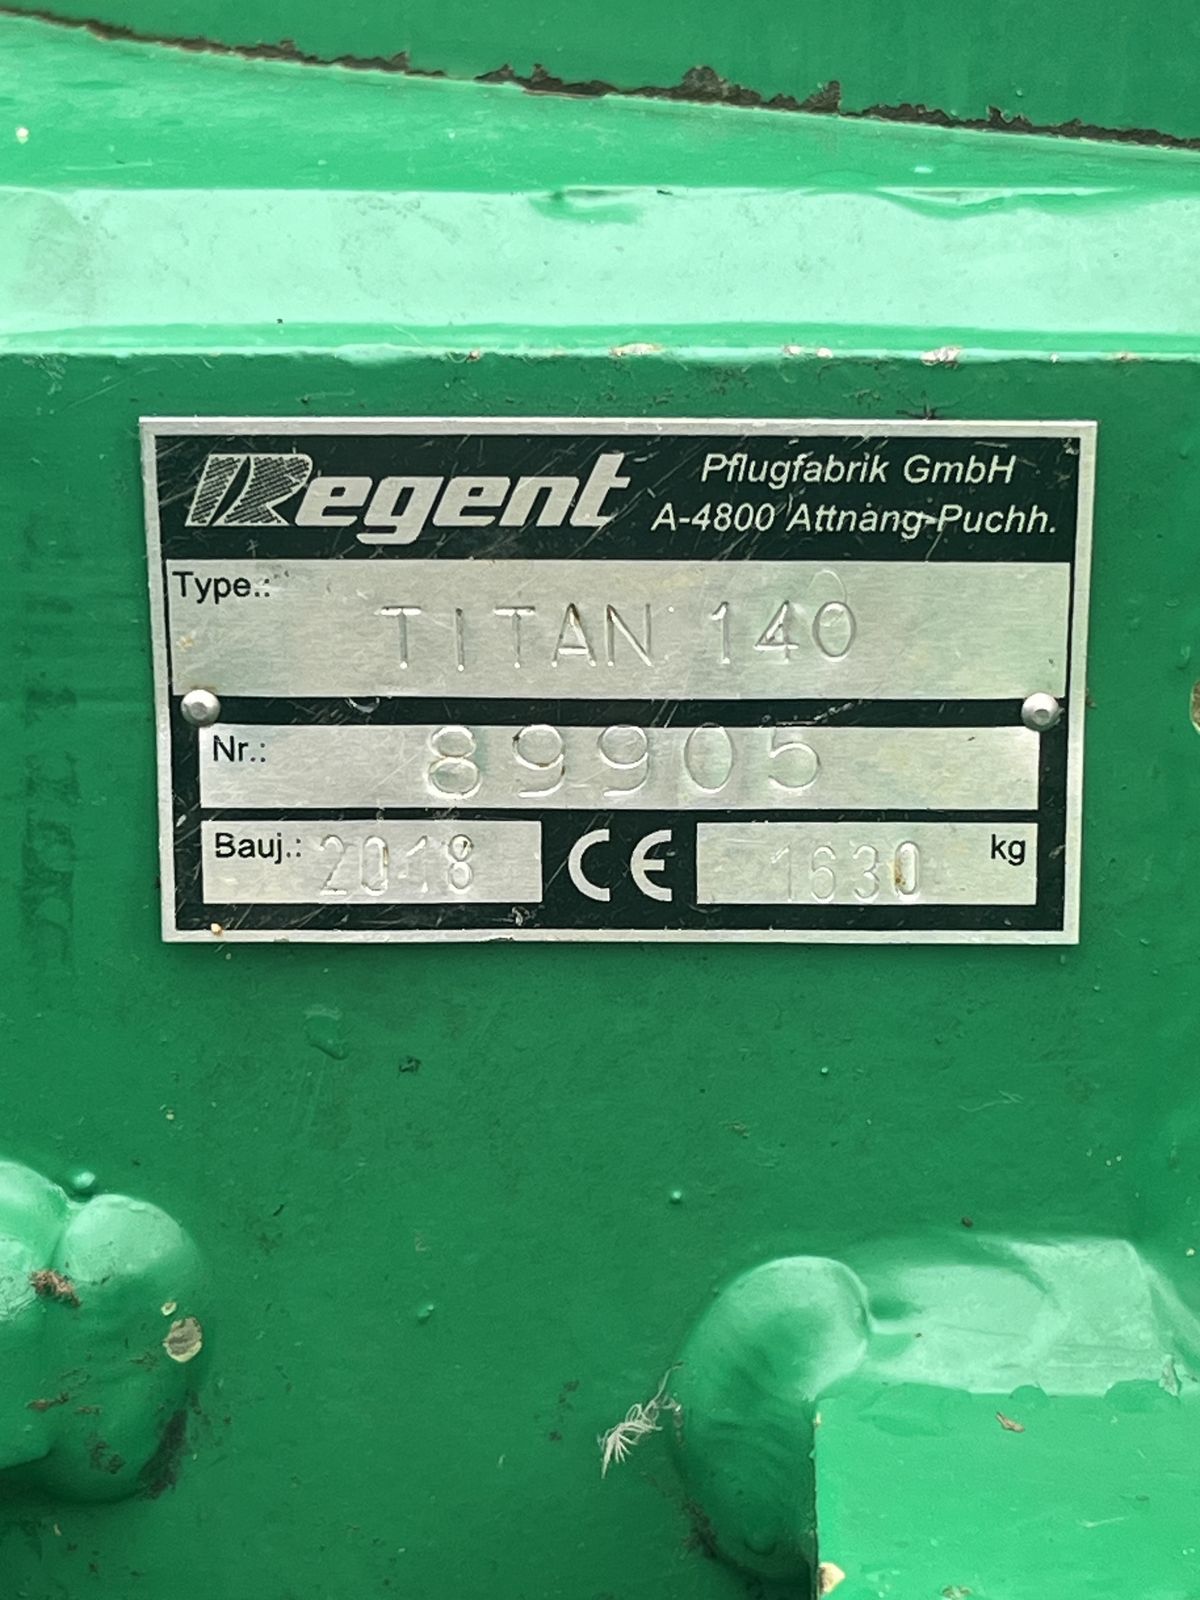 Regent
Pflugfabrik GmbH
A-4800 Attnang-Puchh.
Type.: TITAN 140
Nr.: 89905
Bauj.: 2018 CE 1630 kg